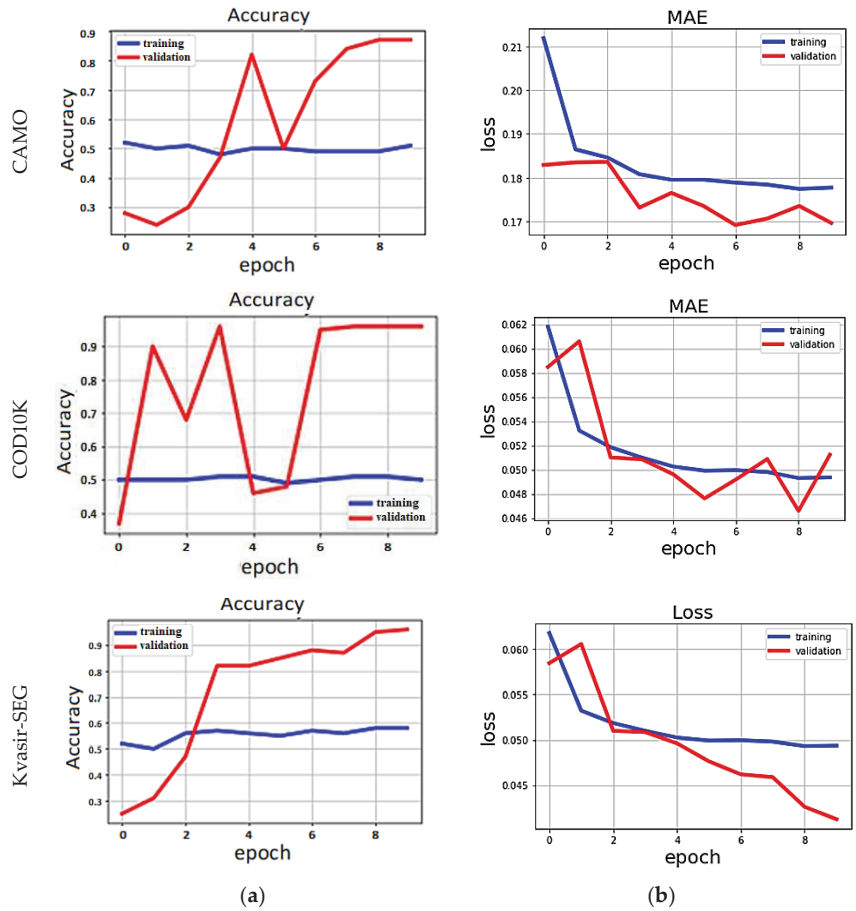 Accuracy
MAE
CAMO
Accuracy
0.9
0.8
0.7
0.6
0.5
0.4
0.3
training
validation
0 2 4 6 8
epoch
loss
0.21
0.20
0.19
0.18
0.17
training
validation
0 2 4 6 8
epoch
Accuracy
MAE
COD10K
Accuracy
0.9
0.8
0.7
0.6
0.5
0.4
training
validation
0 2 4 6 8
epoch
loss
0.062
0.060
0.058
0.056
0.054
0.052
0.050
0.048
0.046
training
validation
0 2 4 6 8
epoch
Accuracy
Loss
Kvasir-SEG
Accuracy
0.9
0.8
0.7
0.6
0.5
0.4
0.3
training
validation
0 2 4 6 8
epoch
loss
0.060
0.055
0.050
0.045
training
validation
0 2 4 6 8
epoch
(a)
(b)